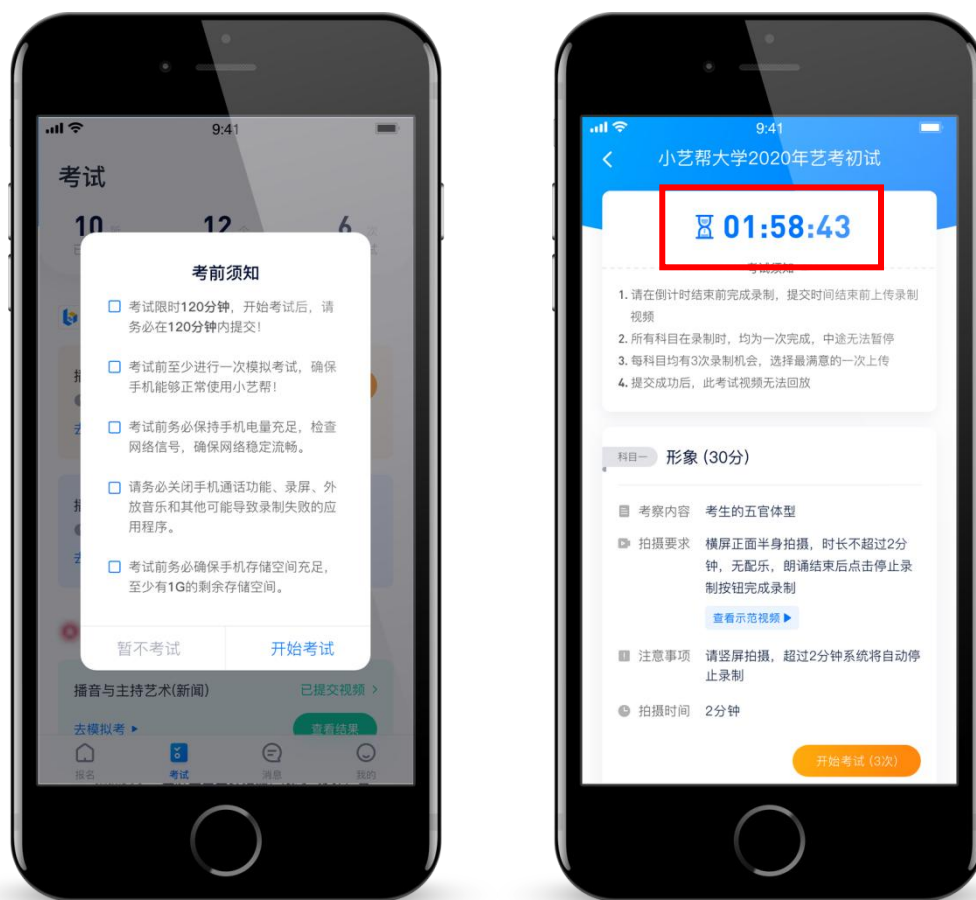 9:41
考试
10
12
6
考前须知
考试限时120分钟，开始考试后，请
务必在120分钟内提交！
考试前至少进行一次模拟考试，确保
手机能够正常使用小艺帮！
考试前务必保持手机电量充足，检查
网络信号，确保网络稳定流畅。
请务必关闭手机通话功能、录屏、外
放音乐和其他可能导致录制失败的应
用程序。
考试前务必确保手机存储空间充足，
至少有1G的剩余存储空间。
暂不考试 开始考试
播音与主持艺术(新闻) 已提交视频
去模拟考 查看结果
报名 考试 消息 我的
9:41
小艺帮大学2020年艺考初试
01:58:43
考试须知
1. 请在倒计时结束前完成录制，提交时间结束前上传录制
视频
2. 所有科目在录制时，均为一次完成，中途无法暂停
3. 每科目均有3次录制机会，选择最满意的一次上传
4. 提交成功后，此考试视频无法回放
科目一 形象 (30分)
考察内容 考生的五官体型
拍摄要求 横屏正面半身拍摄，时长不超过2分
钟，无配乐，朗诵结束后点击停止录
制按钮完成录制
查看示范视频
注意事项 请竖屏拍摄，超过2分钟系统将自动停
止录制
拍摄时间 2分钟
开始考试 (3次)